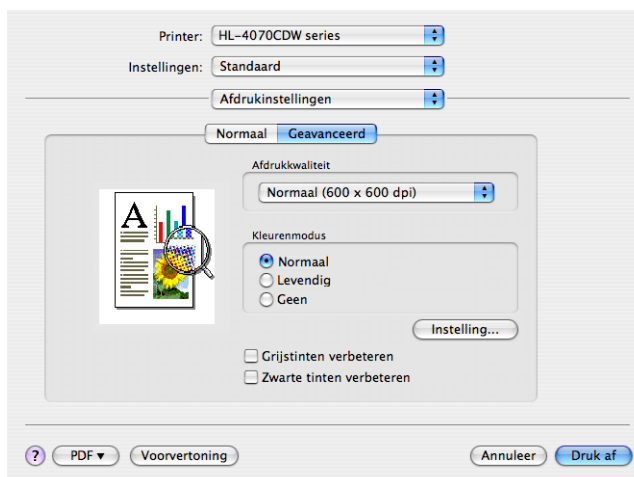 Printer: HL-4070CDW series
Instellingen: Standaard
Afdrukinstellingen
Normaal Geavanceerd
Afdrukkwaliteit
Normaal (600 x 600 dpi)
A
Kleurenmodus
Normaal
Levendig
Geen
Instelling...
Grijstinten verbeteren
Zwarte tinten verbeteren
? PDF▼ Voorvertoning Annuleer Druk af